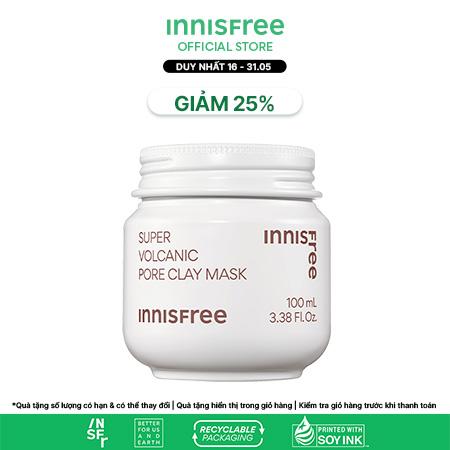 INNISFREE
OFFICIAL STORE
DUY NHẤT 16 - 31.05
GIẢM 25%
SUPER
VOLCANIC
PORE CLAY MASK
INNISFREE
100 mL
3.38 Fl.Oz.
INNISFREE
*Quà tặng số lượng có hạn & có thể thay đổi | Quà tặng hiển thị trong giỏ hàng | Kiểm tra giỏ hàng trước khi thanh toán
/N
SFT
BETTER
FOR US
AND
EARTH
RECYCLABLE
PACKAGING
PRINTED WITH
SOY INK™